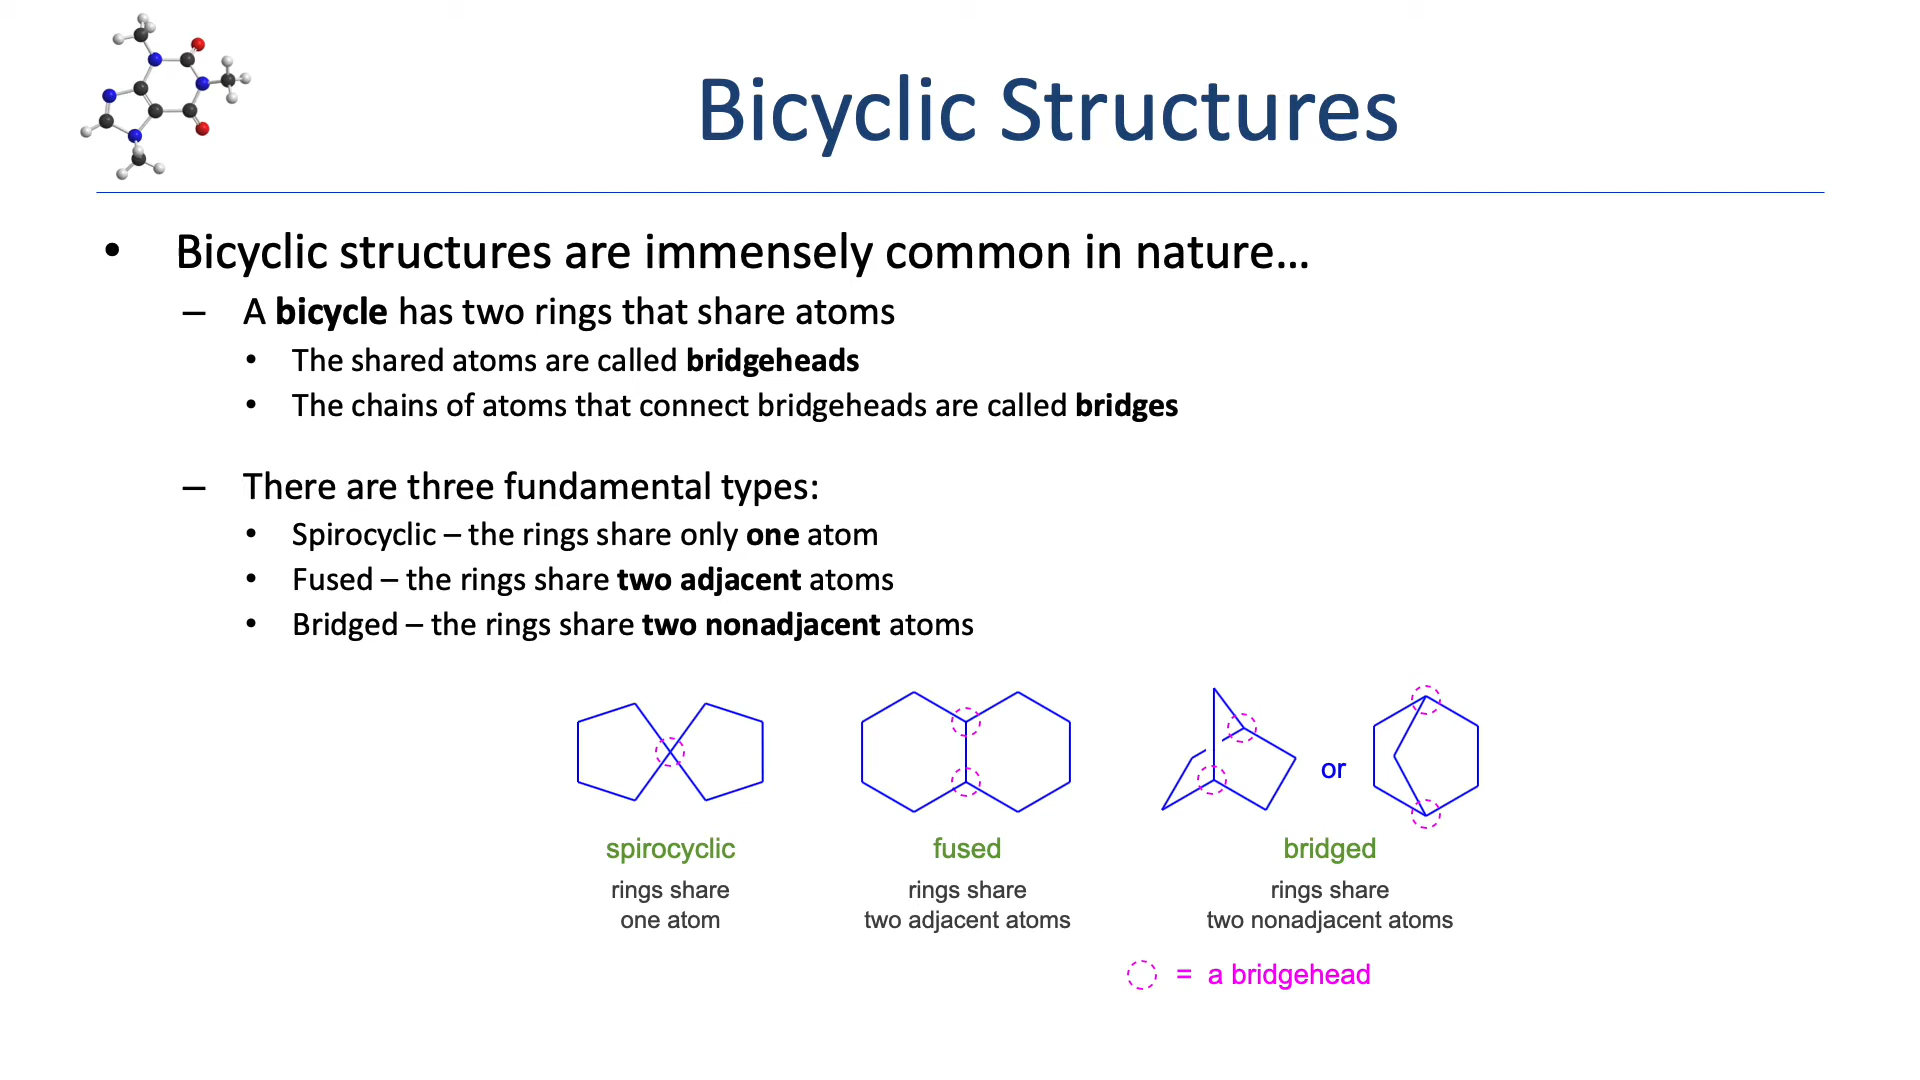 Bicyclic Structures
• Bicyclic structures are immensely common in nature…
– A bicycle has two rings that share atoms
• The shared atoms are called bridgeheads
• The chains of atoms that connect bridgeheads are called bridges
– There are three fundamental types:
• Spirocyclic – the rings share only one atom
• Fused – the rings share two adjacent atoms
• Bridged – the rings share two nonadjacent atoms
or
spirocyclic
rings share
one atom
fused
rings share
two adjacent atoms
bridged
rings share
two nonadjacent atoms
= a bridgehead